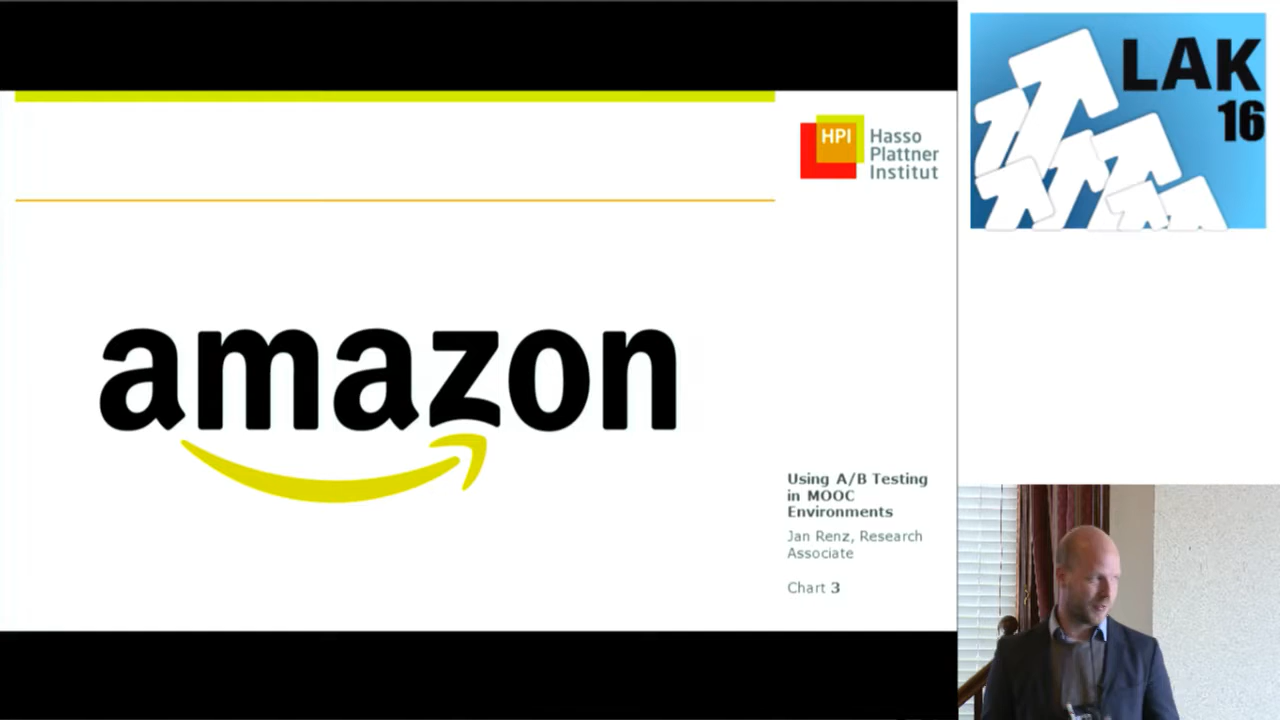 HPI
Hasso
Plattner
Institut
amazon
Using A/B Testing
in MOOC
Environments
Jan Renz, Research
Associate
Chart 3
LAK
16